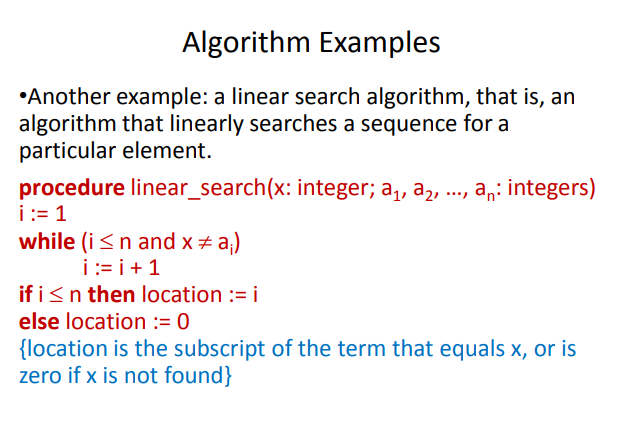 Algorithm Examples
•Another example: a linear search algorithm, that is, an
algorithm that linearly searches a sequence for a
particular element.
procedure linear_search(x: integer; a₁, a₂, …, aₙ: integers)
i := 1
while (i ≤ n and x ≠ aᵢ)
i := i + 1
if i ≤ n then location := i
else location := 0
{location is the subscript of the term that equals x, or is
zero if x is not found}